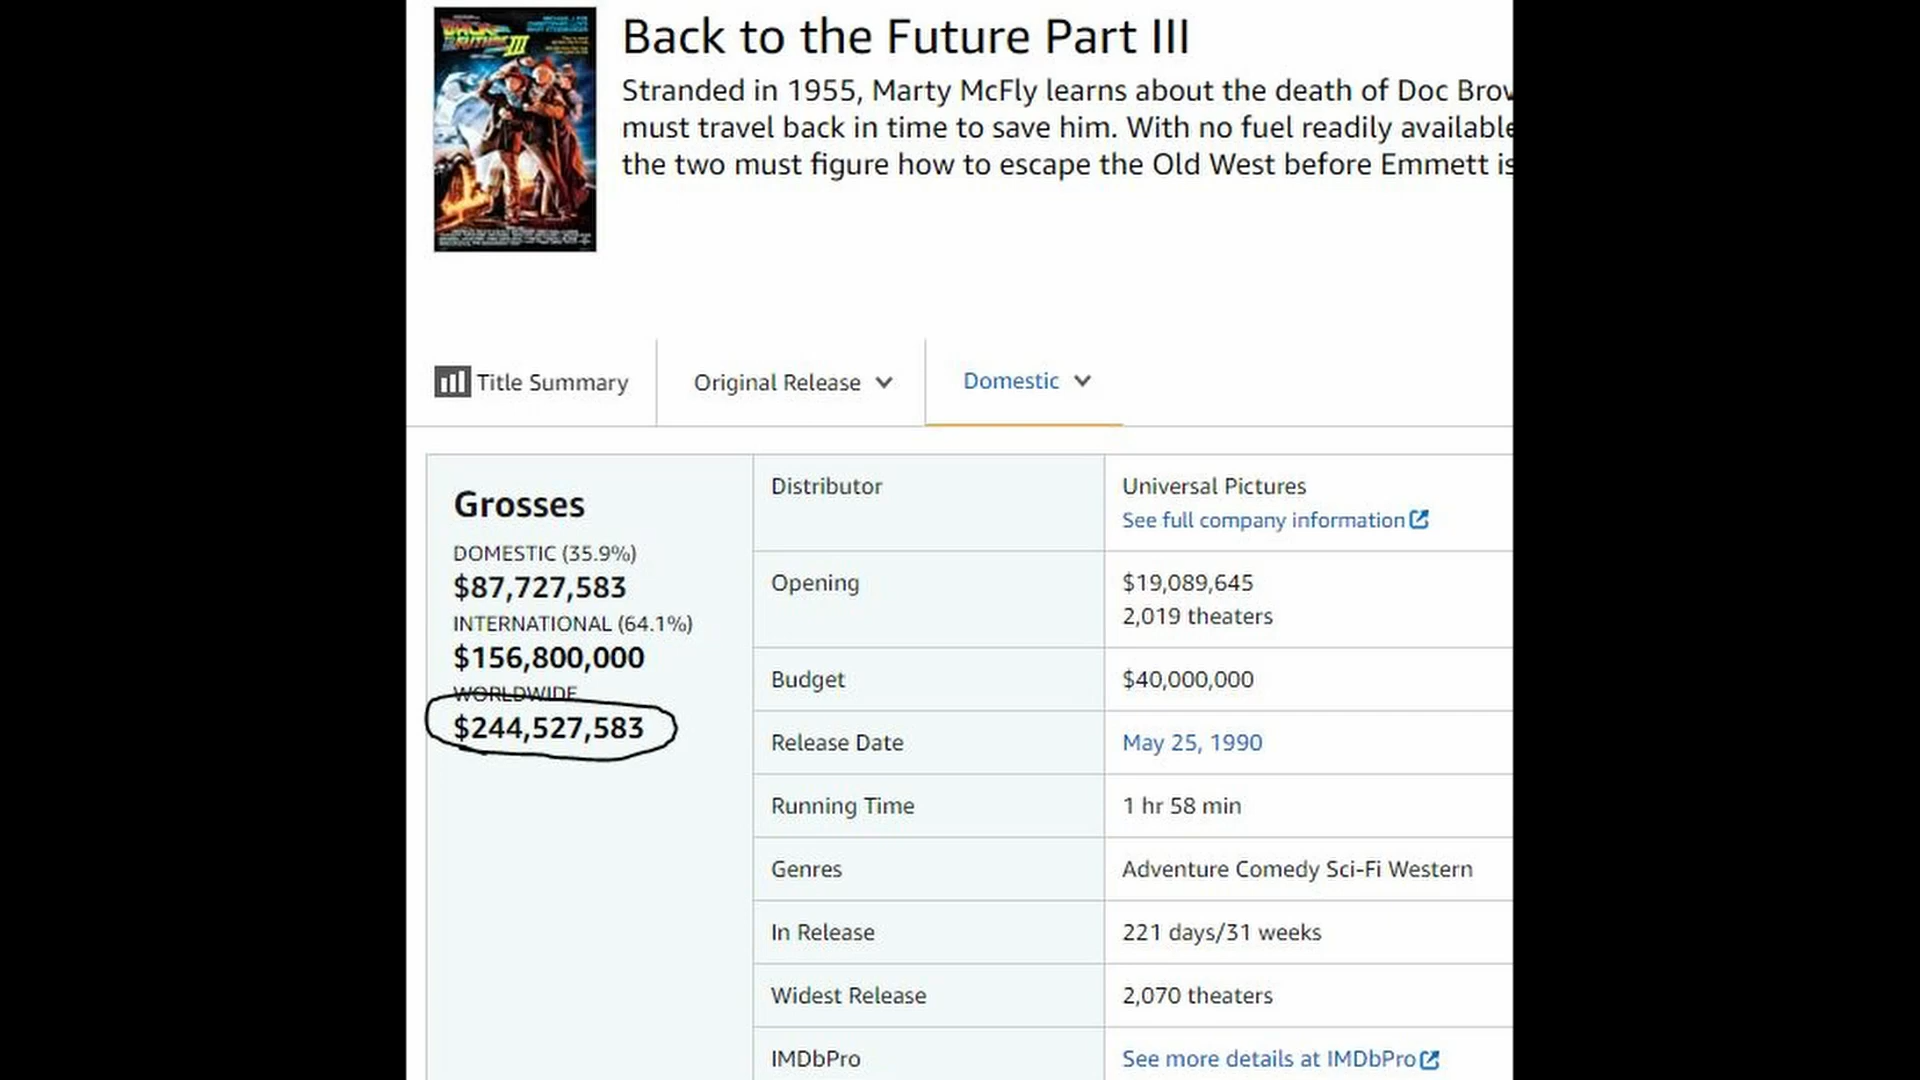 BACK
TO THE
FUTURE III
Back to the Future Part III
Stranded in 1955, Marty McFly learns about the death of Doc Brow
must travel back in time to save him. With no fuel readily available
the two must figure how to escape the Old West before Emmett is
Title Summary
Original Release
Domestic
Grosses
DOMESTIC (35.9%)
$87,727,583
INTERNATIONAL (64.1%)
$156,800,000
WORLDWIDE
$244,527,583
Distributor
Universal Pictures
See full company information
Opening
$19,089,645
2,019 theaters
Budget
$40,000,000
Release Date
May 25, 1990
Running Time
1 hr 58 min
Genres
Adventure Comedy Sci-Fi Western
In Release
221 days/31 weeks
Widest Release
2,070 theaters
IMDbPro
See more details at IMDbPro